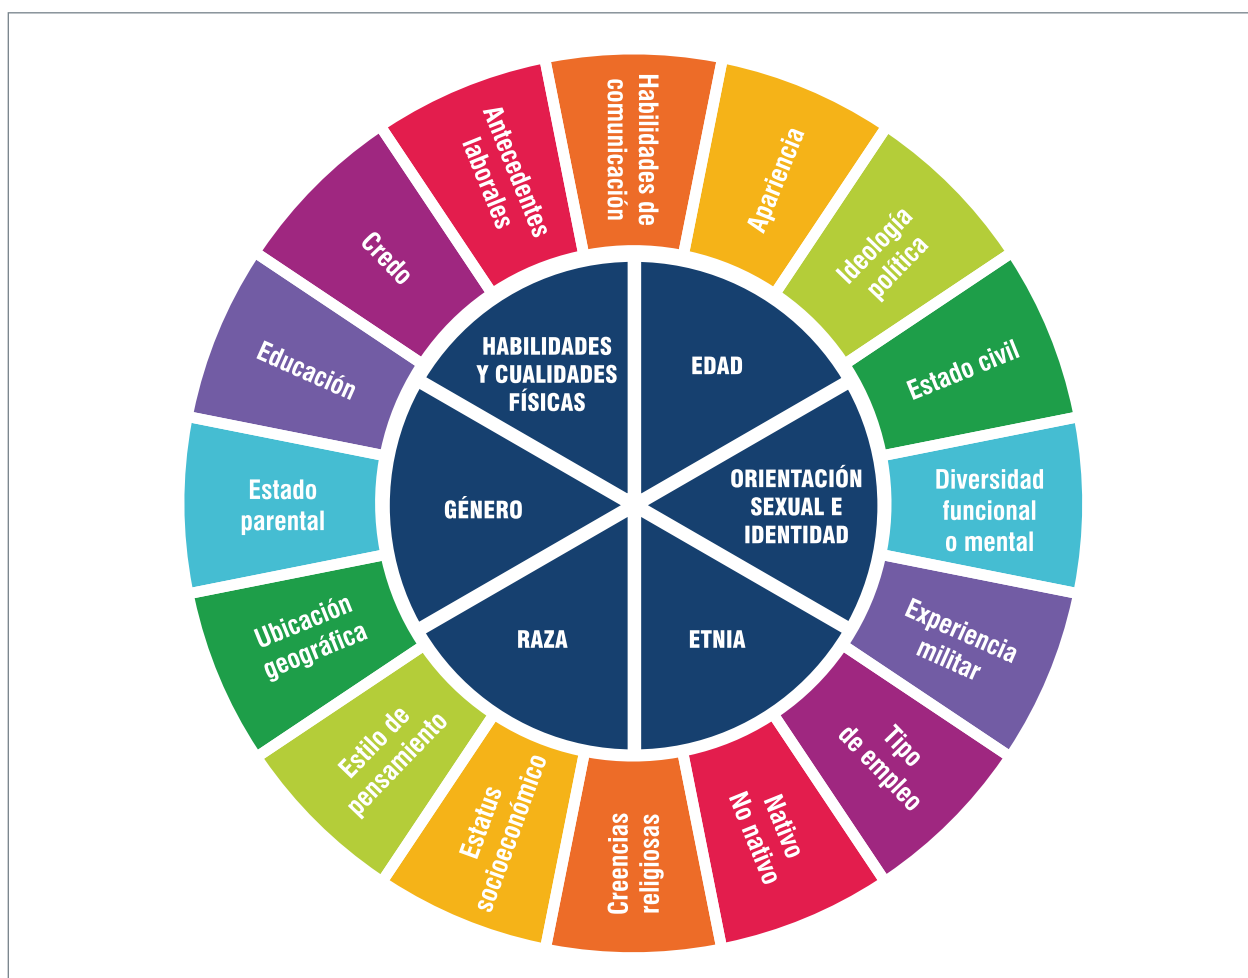 Habilidades de
comunicación
Apariencia
Ideología
política
Estado civil
Diversidad
funcional
o mental
Experiencia
militar
Tipo
de empleo
Nativo
No nativo
Creencias
religiosas
Estatus
socioeconómico
Estilo de
pensamiento
Ubicación
geográfica
Estado
parental
Educación
Credo
Antecedentes
laborales
HABILIDADES
Y CUALIDADES
FÍSICAS
EDAD
ORIENTACIÓN
SEXUAL E
IDENTIDAD
ETNIA
RAZA
GÉNERO